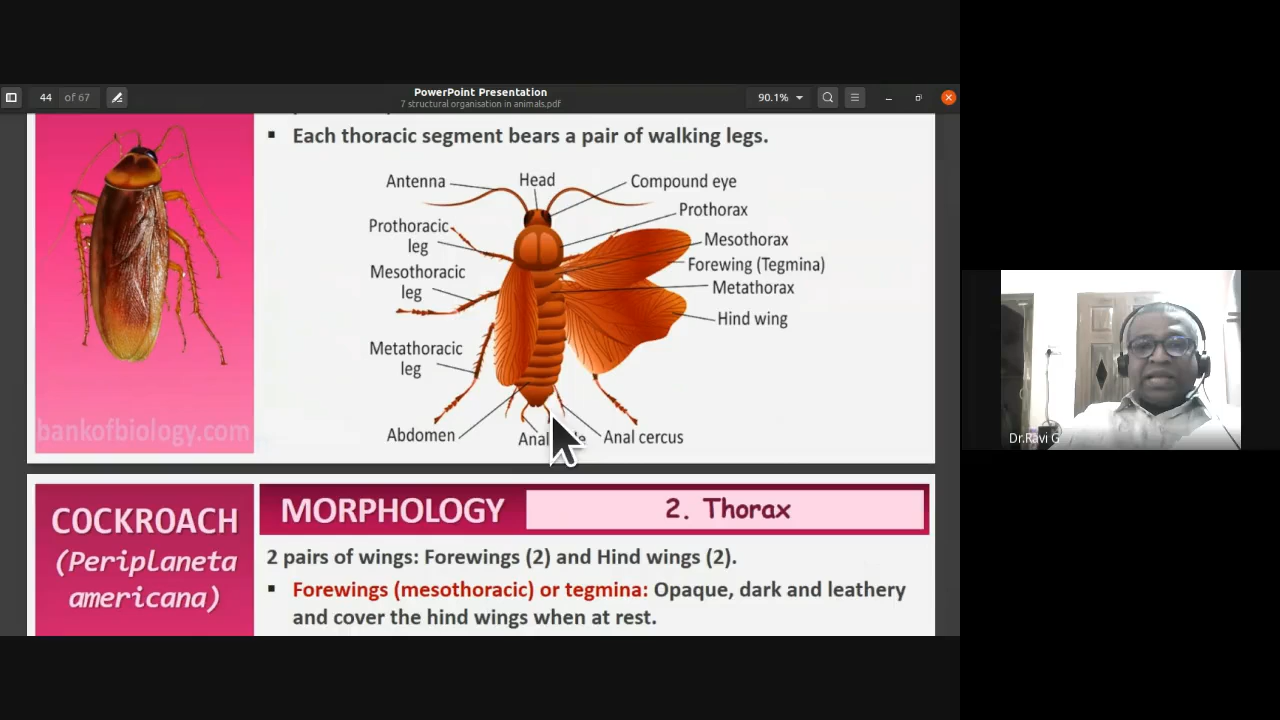 44 of 67
PowerPoint Presentation
7 structural organisation in animals.pdf
90.1%
▪ Each thoracic segment bears a pair of walking legs.
Antenna
Head
Compound eye
Prothorax
Prothoracic
leg
Mesothorax
Forewing (Tegmina)
Mesothoracic
leg
Metathorax
Hind wing
Metathoracic
leg
Abdomen
Anal
Anal cercus
bankofbiology.com
Dr.Ravi G
COCKROACH
(Periplaneta
americana)
MORPHOLOGY
2. Thorax
2 pairs of wings: Forewings (2) and Hind wings (2).
▪ Forewings (mesothoracic) or tegmina: Opaque, dark and leathery
and cover the hind wings when at rest.